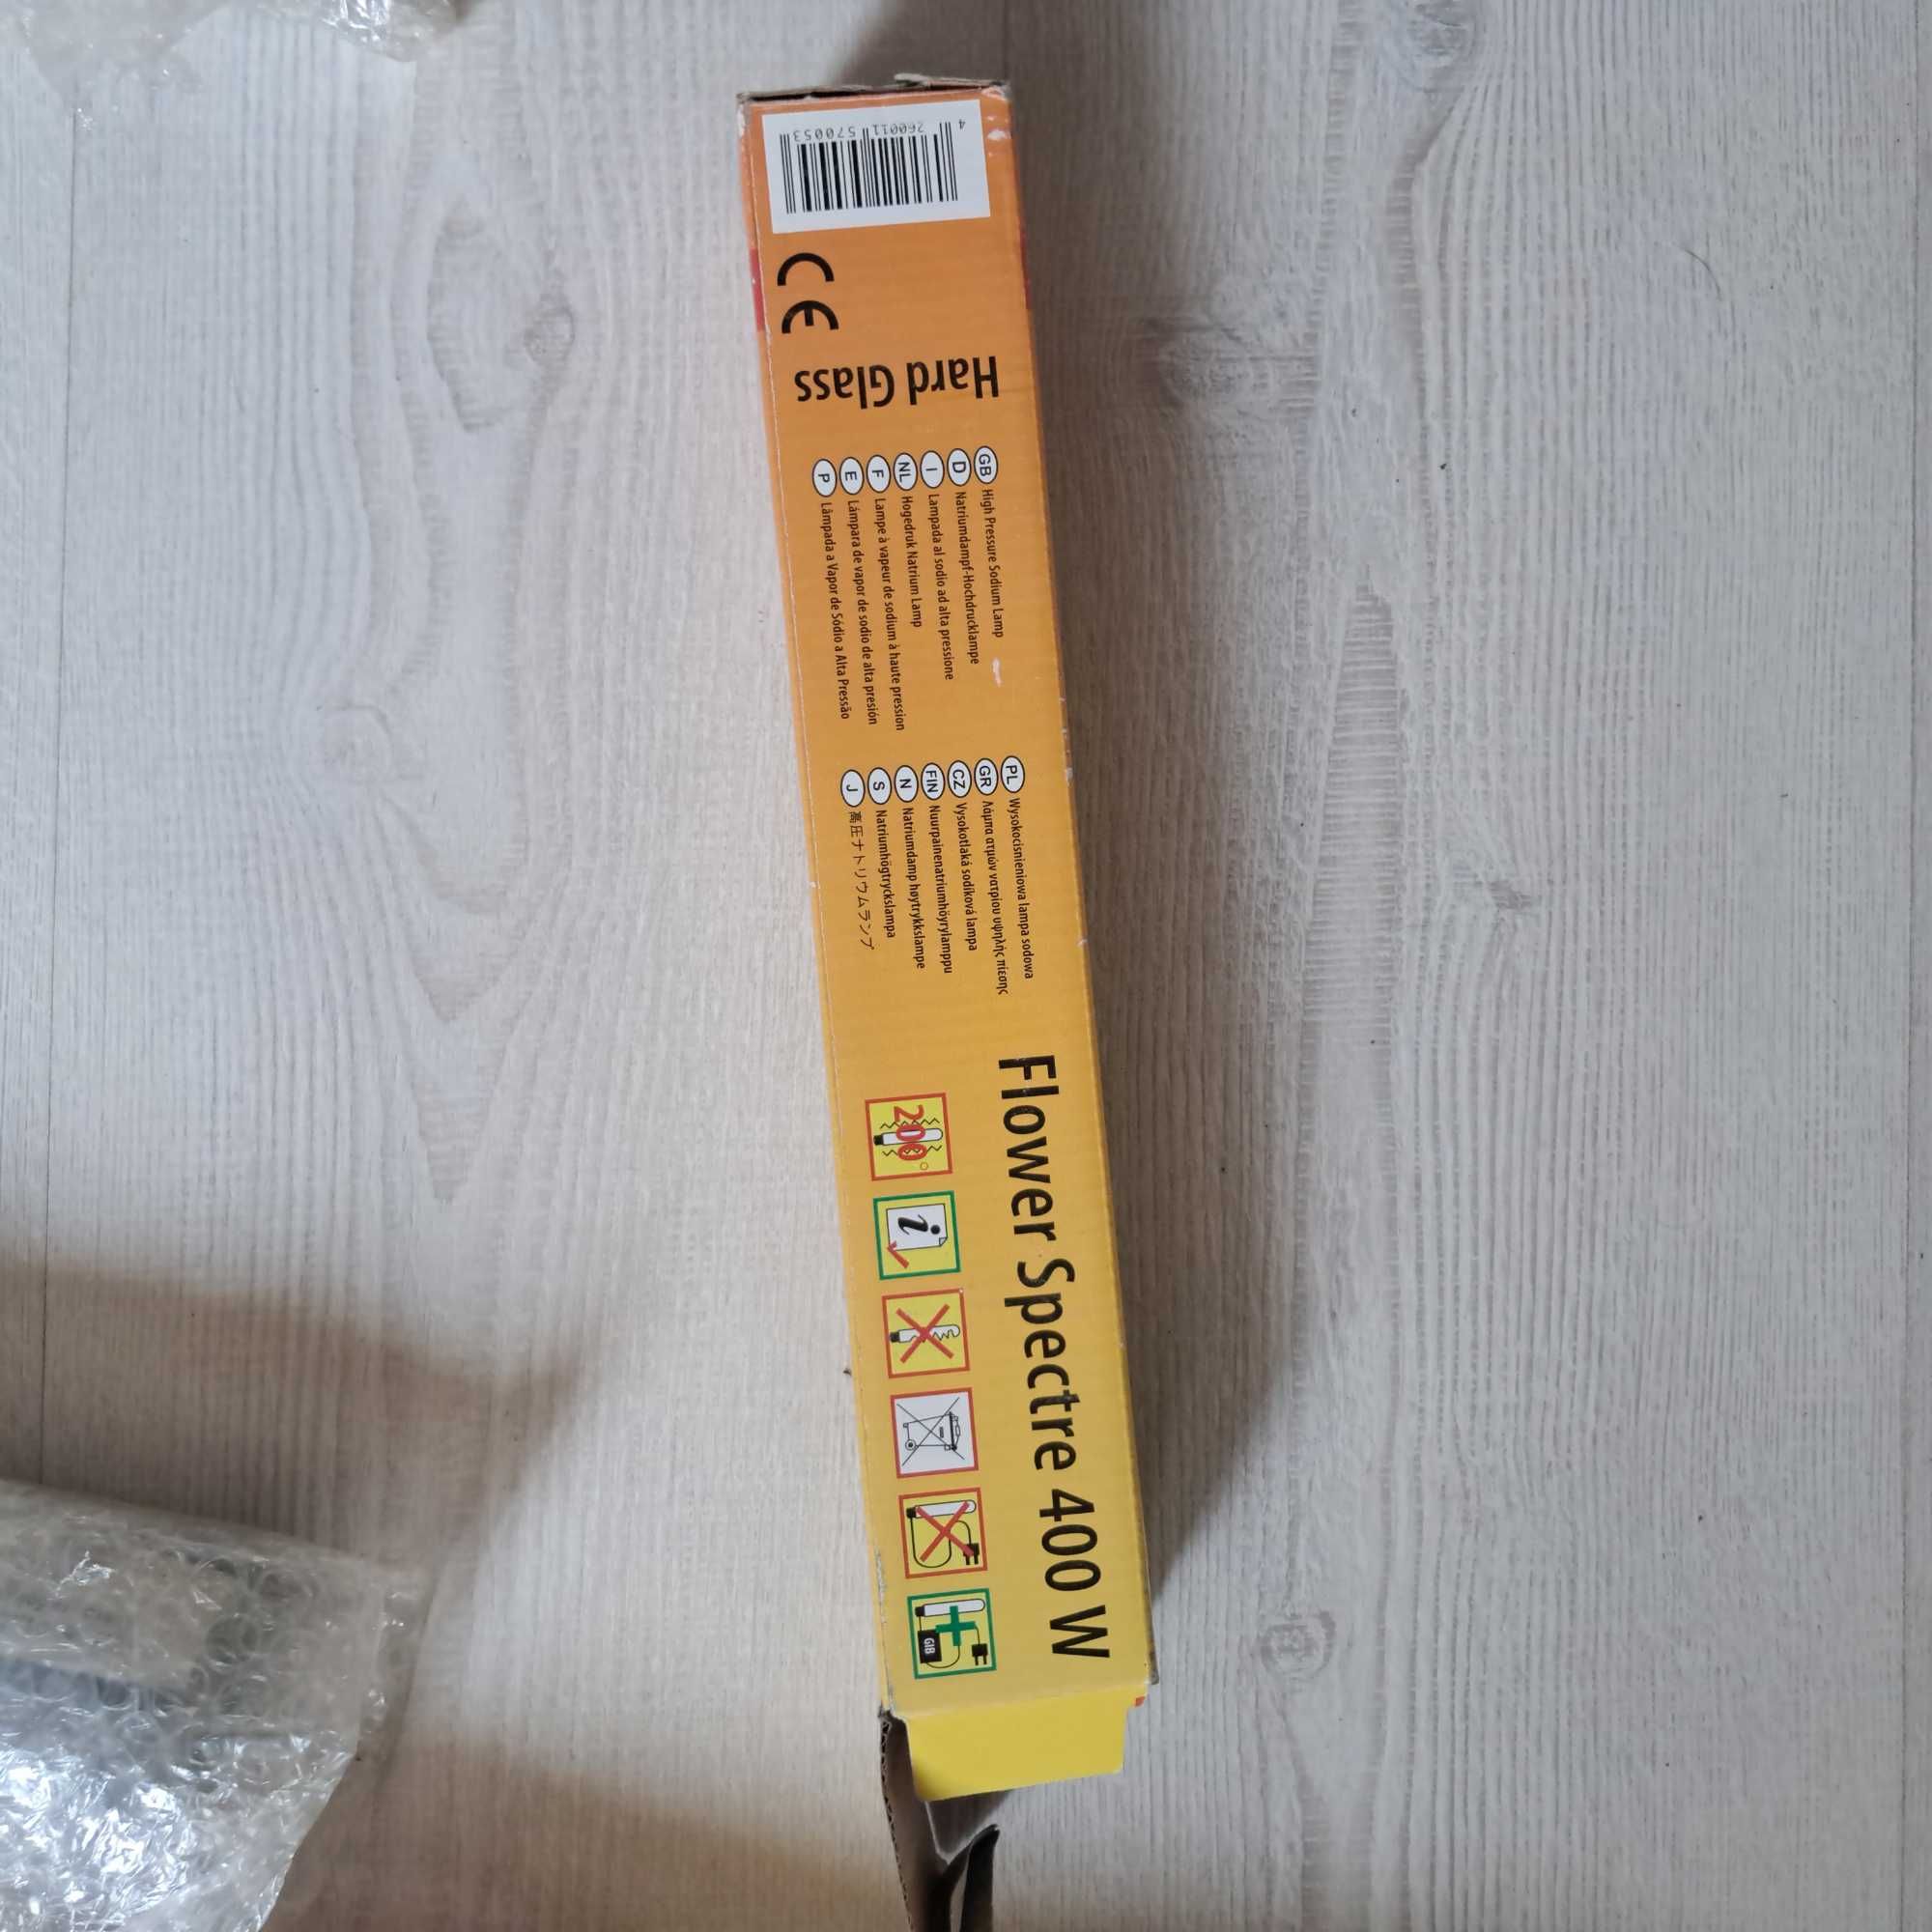 4 260011 570053
CE
Hard Glass
GB High Pressure Sodium Lamp
D Natriumdampf-Hochdrucklampe
I Lampada al sodio ad alta pressione
NL Hogedruk Natrium Lamp
F Lampe à vapeur de sodium à haute pression
E Lámpara de vapor de sodio de alta presión
P Lâmpada a Vapor de Sódio a Alta Pressão
PL Wysokocisnieniowa lampa sodowa
GR Λάμπα ατμών νατρίου υψηλής πίεσης
CZ Vysokotlaká sodíková lampa
FIN Nuurpainenatriumhöyrylamppu
N Natriumdamp høytrykkslampe
S Natriumhögtryckslampa
J 高圧ナトリウムランプ
Flower Spectre 400 W
200°
i
GIB